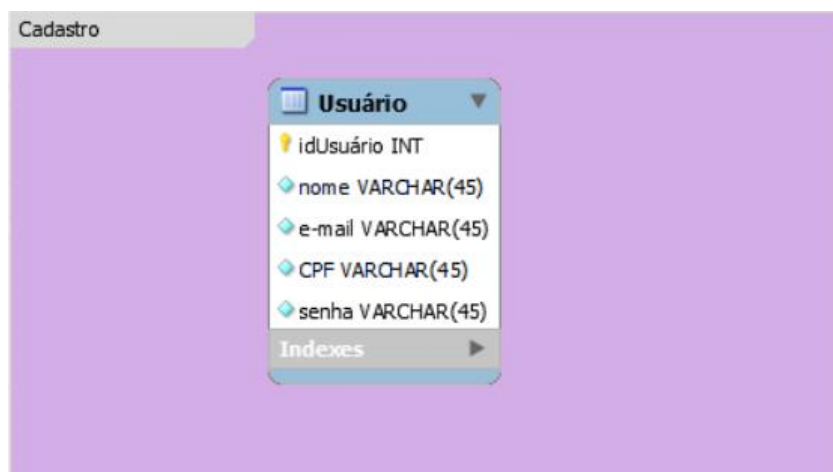 Cadastro
Usuário
idUsuário INT
nome VARCHAR(45)
e-mail VARCHAR(45)
CPF VARCHAR(45)
senha VARCHAR(45)
Indexes